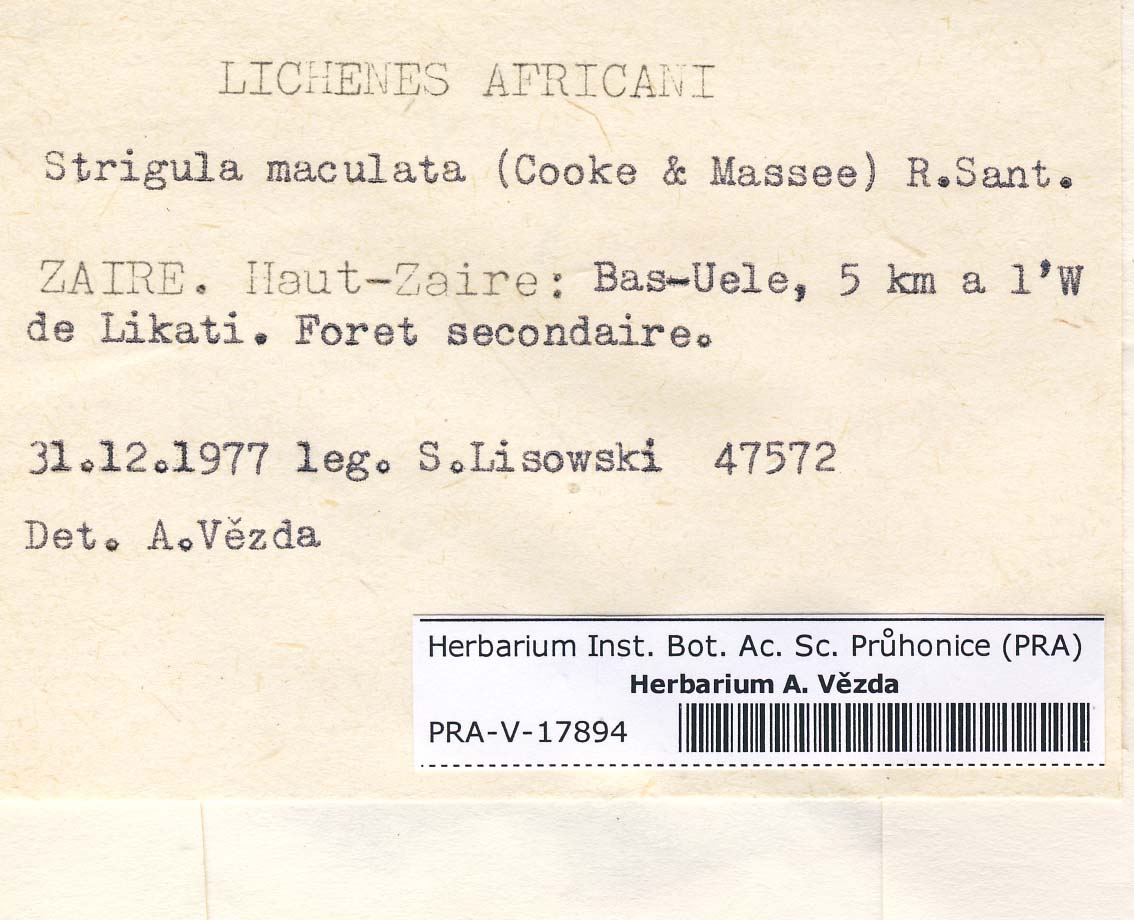 LICHENES AFRICANI
Strigula maculata (Cooke & Massee) R.Sant.
ZAIRE. Haut-Zaire: Bas-Uele, 5 km a l'W
de Likati. Foret secondaire.
31.12.1977 leg. S.Lisowski 47572
Det. A.Vězda
Herbarium Inst. Bot. Ac. Sc. Průhonice (PRA)
Herbarium A. Vězda
PRA-V-17894